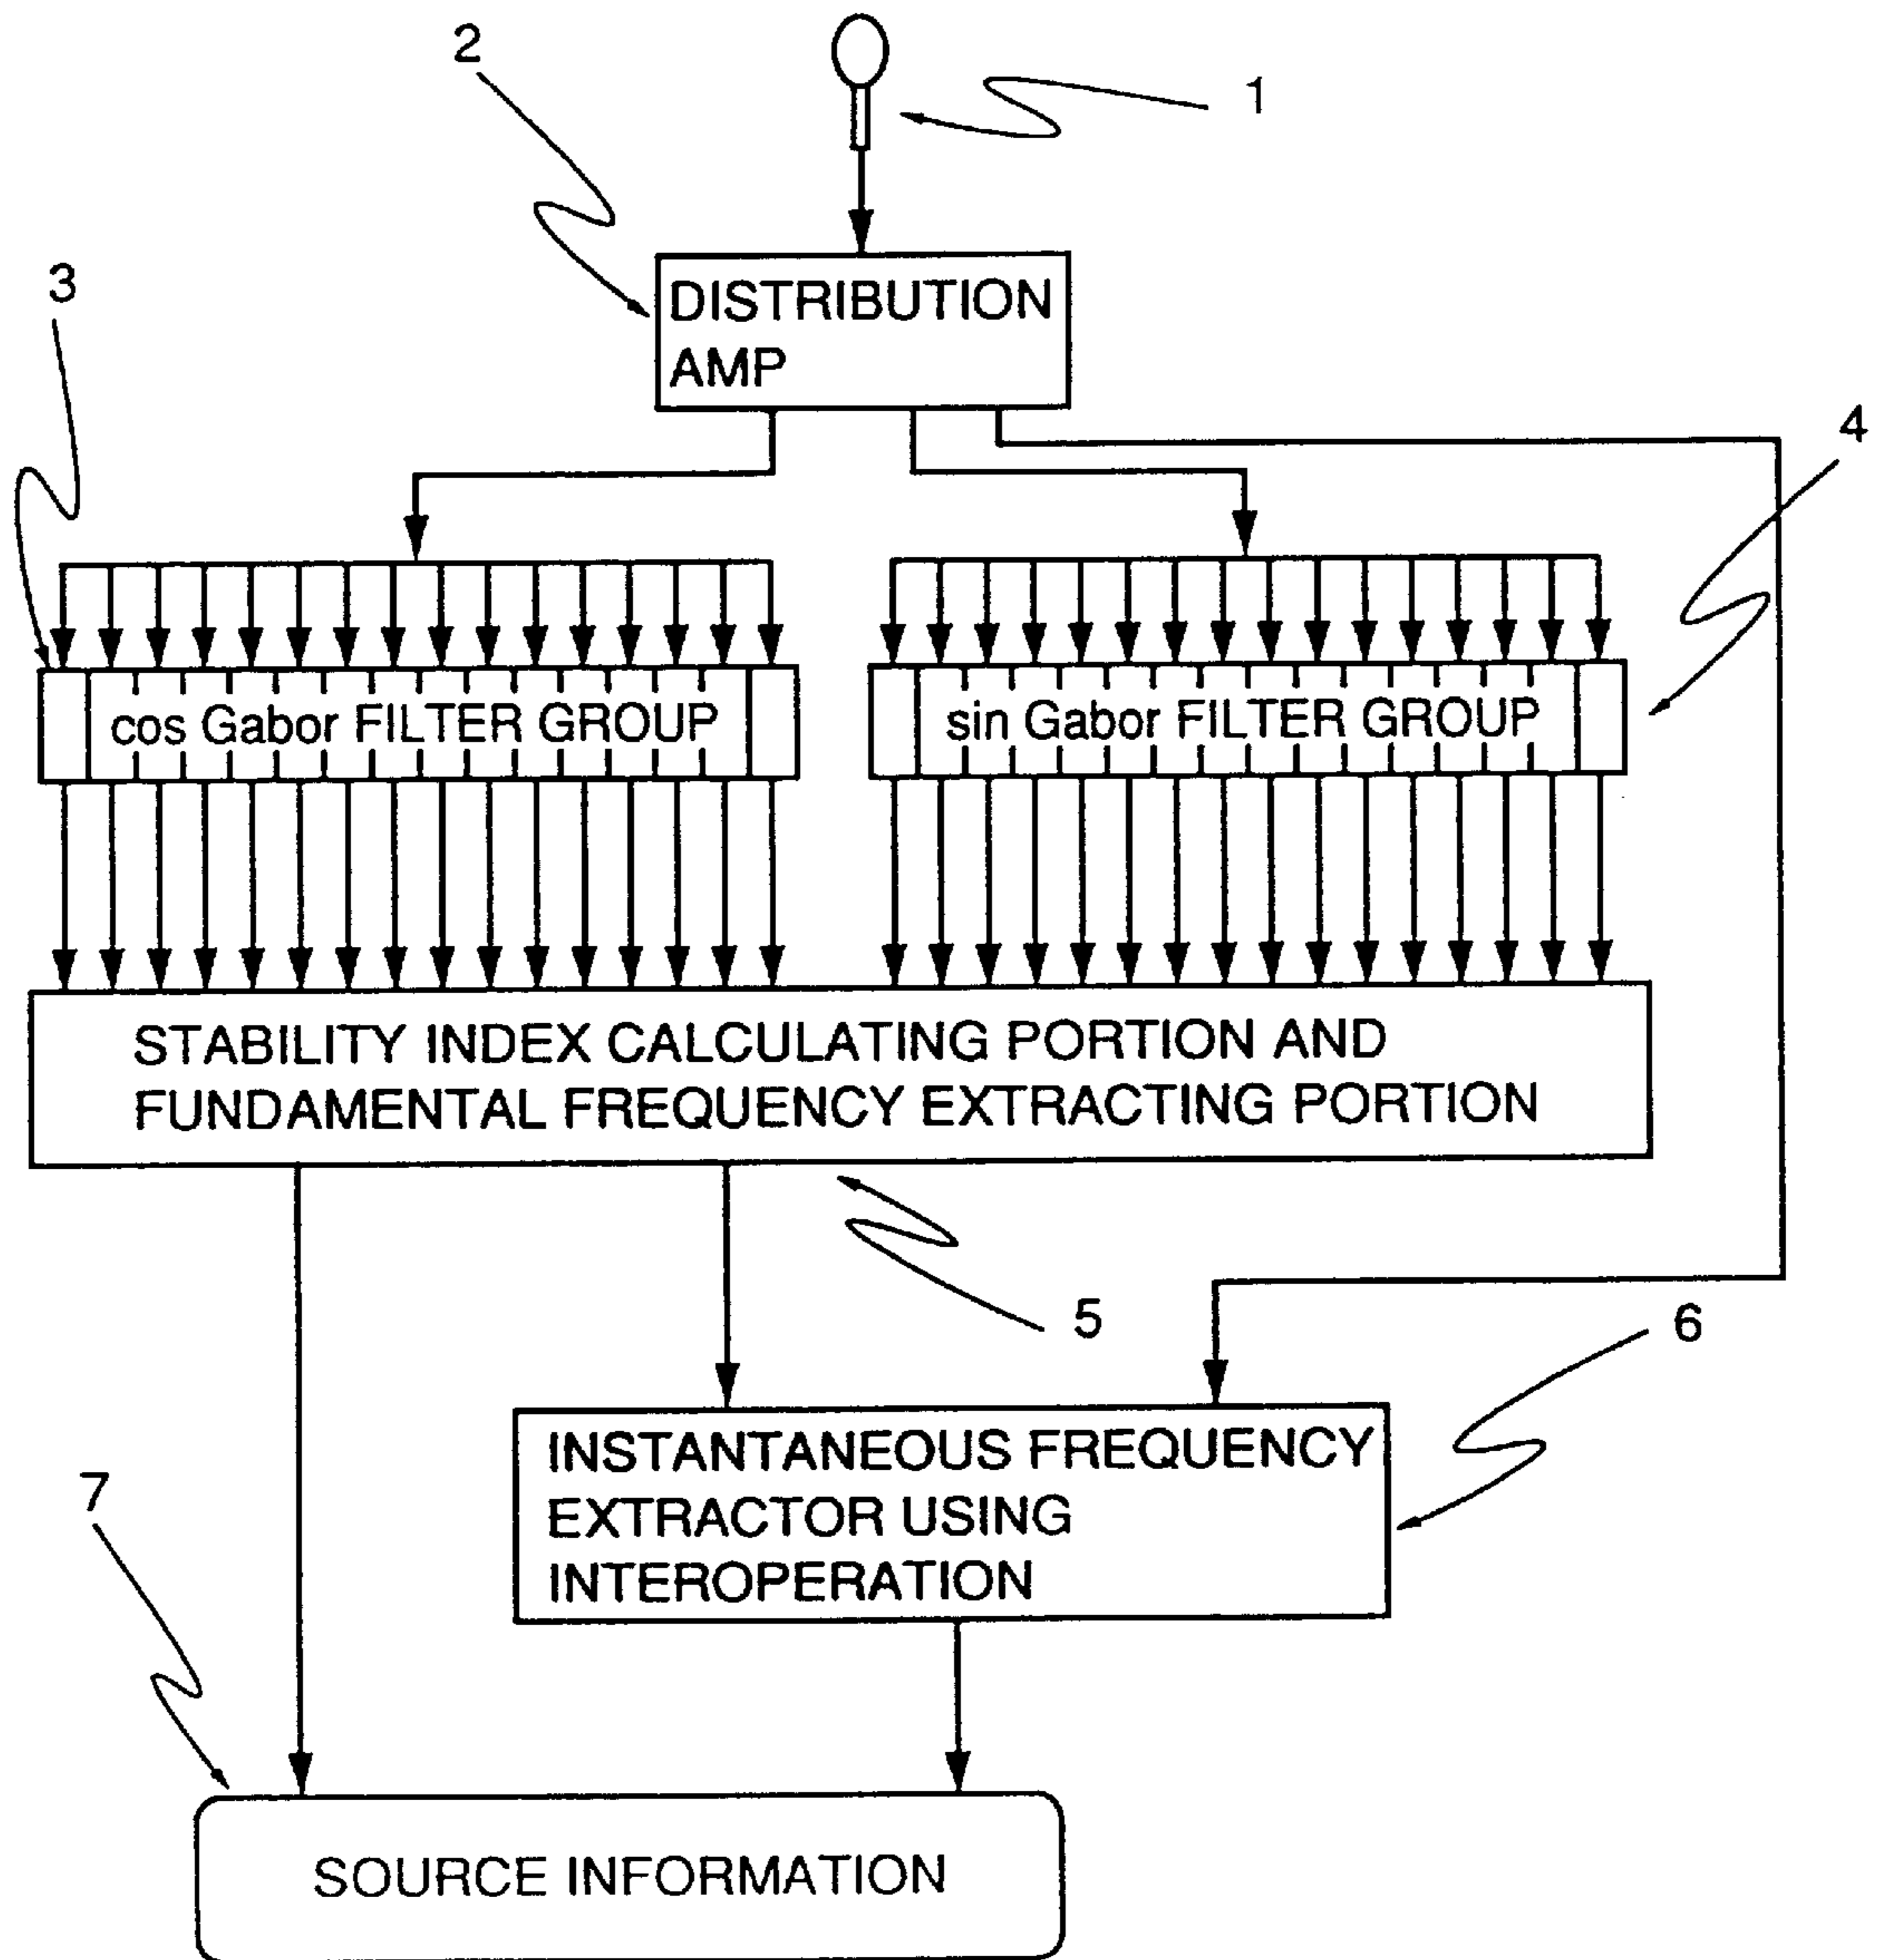 1
2
DISTRIBUTION
AMP
3
4
cos Gabor FILTER GROUP
sin Gabor FILTER GROUP
STABILITY INDEX CALCULATING PORTION AND
FUNDAMENTAL FREQUENCY EXTRACTING PORTION
5
6
INSTANTANEOUS FREQUENCY
EXTRACTOR USING
INTEROPERATION
7
SOURCE INFORMATION